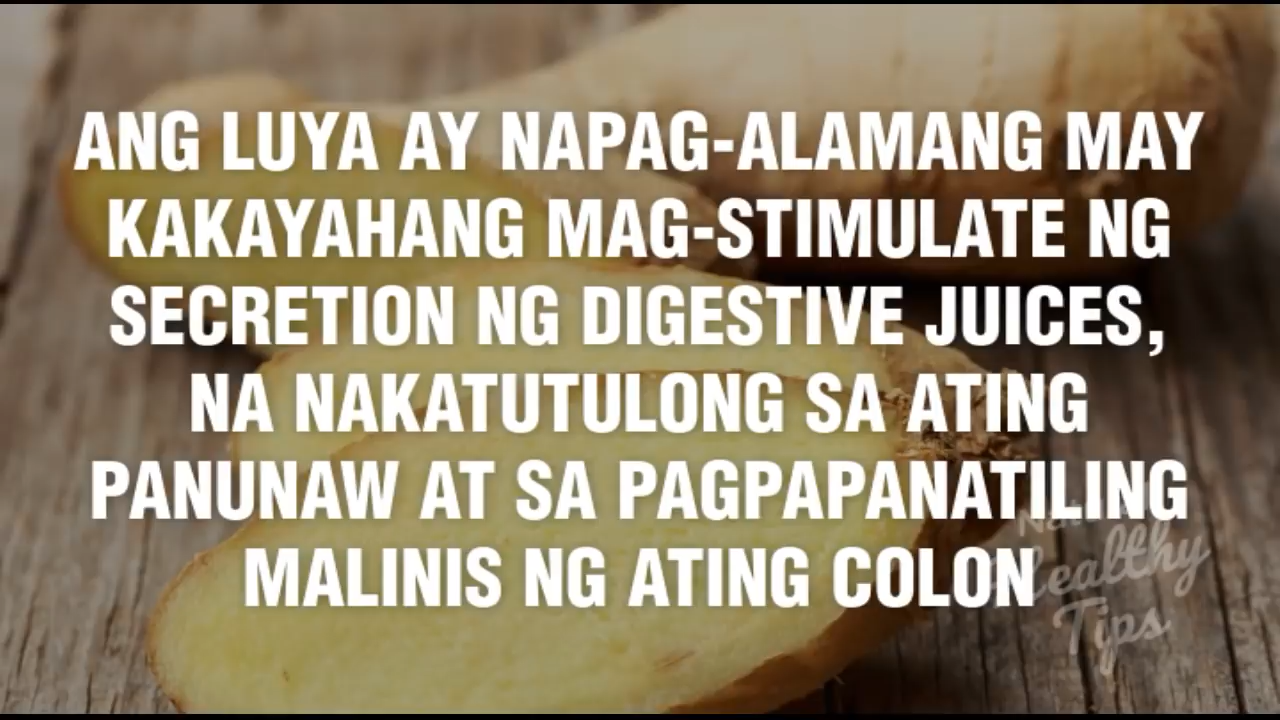 ANG LUYA AY NAPAG-ALAMANG MAY
KAKAYAHANG MAG-STIMULATE NG
SECRETION NG DIGESTIVE JUICES,
NA NAKATUTULONG SA ATING
PANUNAW AT SA PAGPAPANATILING
MALINIS NG ATING COLON
Healthy
Tips